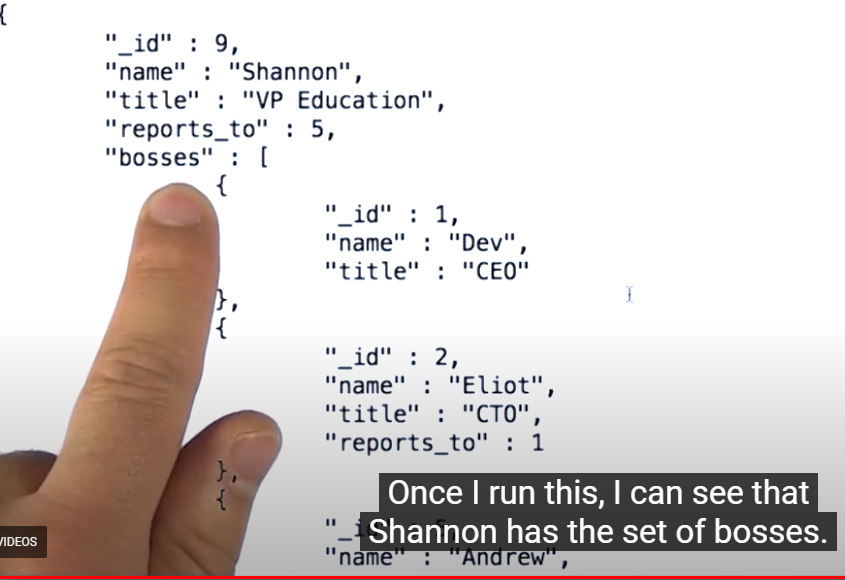 {
"_id" : 9,
"name" : "Shannon",
"title" : "VP Education",
"reports_to" : 5,
"bosses" : [
{
"_id" : 1,
"name" : "Dev",
"title" : "CEO"
},
{
"_id" : 2,
"name" : "Eliot",
"title" : "CTO",
"reports_to" : 1
},
{
"_i
"name" : "Andrew",
Once I run this, I can see that
Shannon has the set of bosses.
VIDEOS